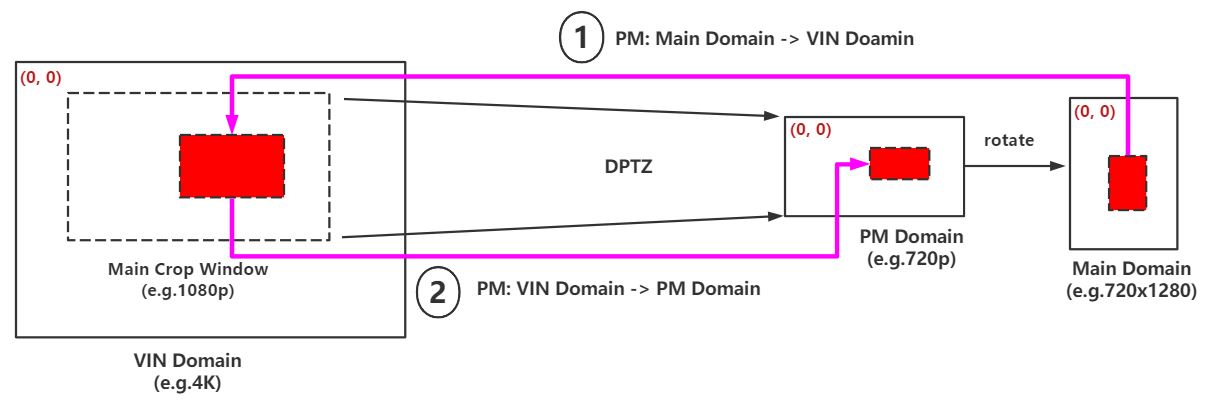 1 PM: Main Domain -> VIN Doamin
(0, 0)
(0, 0)
(0, 0)
rotate
DPTZ
PM Domain
(e.g.720p)
Main Domain
(e.g.720x1280)
Main Crop Window
(e.g.1080p)
2 PM: VIN Domain -> PM Domain
VIN Domain
(e.g.4K)